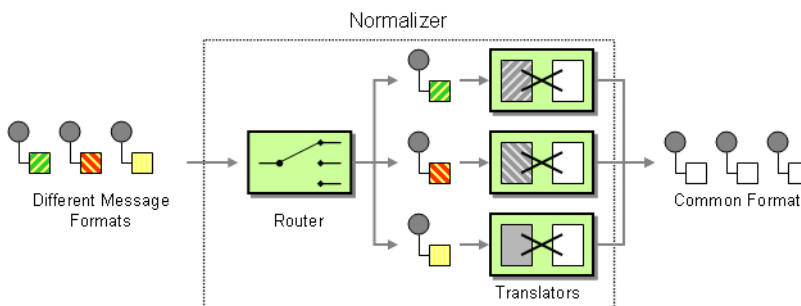 Normalizer
Different Message
Formats
Router
Translators
Common Format